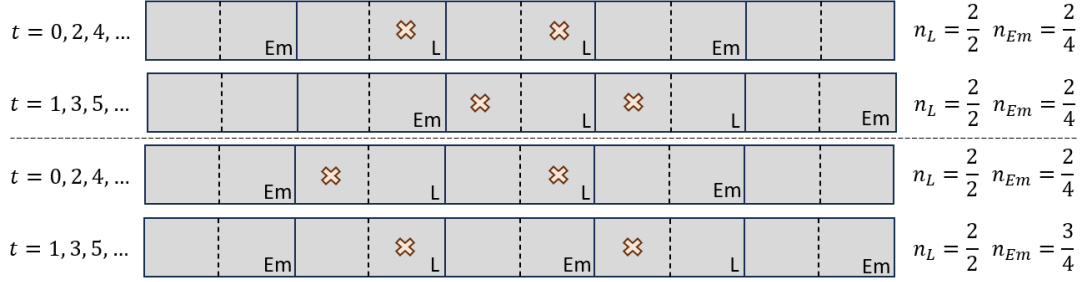 t = 0, 2, 4, ... Em L L Em n_L = 2/2 n_Em = 2/4
t = 1, 3, 5, ... Em L L Em n_L = 2/2 n_Em = 2/4
t = 0, 2, 4, ... Em L L Em n_L = 2/2 n_Em = 2/4
t = 1, 3, 5, ... Em L Em L Em n_L = 2/2 n_Em = 3/4